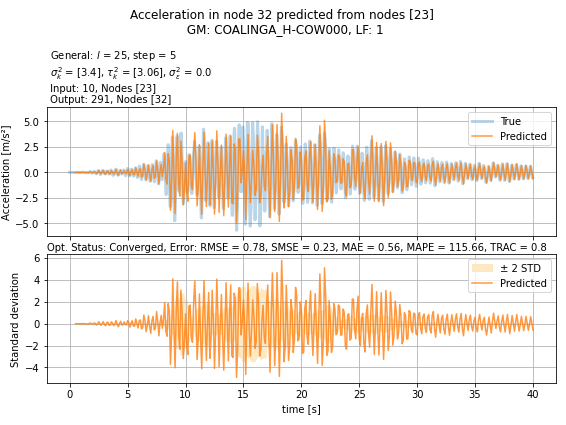 Acceleration in node 32 predicted from nodes [23]
GM: COALINGA_H-COW000, LF: 1
General: l = 25, step = 5
σ²ₖ = [3.4], τ²ₖ = [3.06], σ²ε = 0.0
Input: 10, Nodes [23]
Output: 291, Nodes [32]
Acceleration [m/s²]
5.0
2.5
0.0
−2.5
−5.0
True
Predicted
Opt. Status: Converged, Error: RMSE = 0.78, SMSE = 0.23, MAE = 0.56, MAPE = 115.66, TRAC = 0.8
Standard deviation
6
4
2
0
−2
−4
± 2 STD
Predicted
0 5 10 15 20 25 30 35 40
time [s]